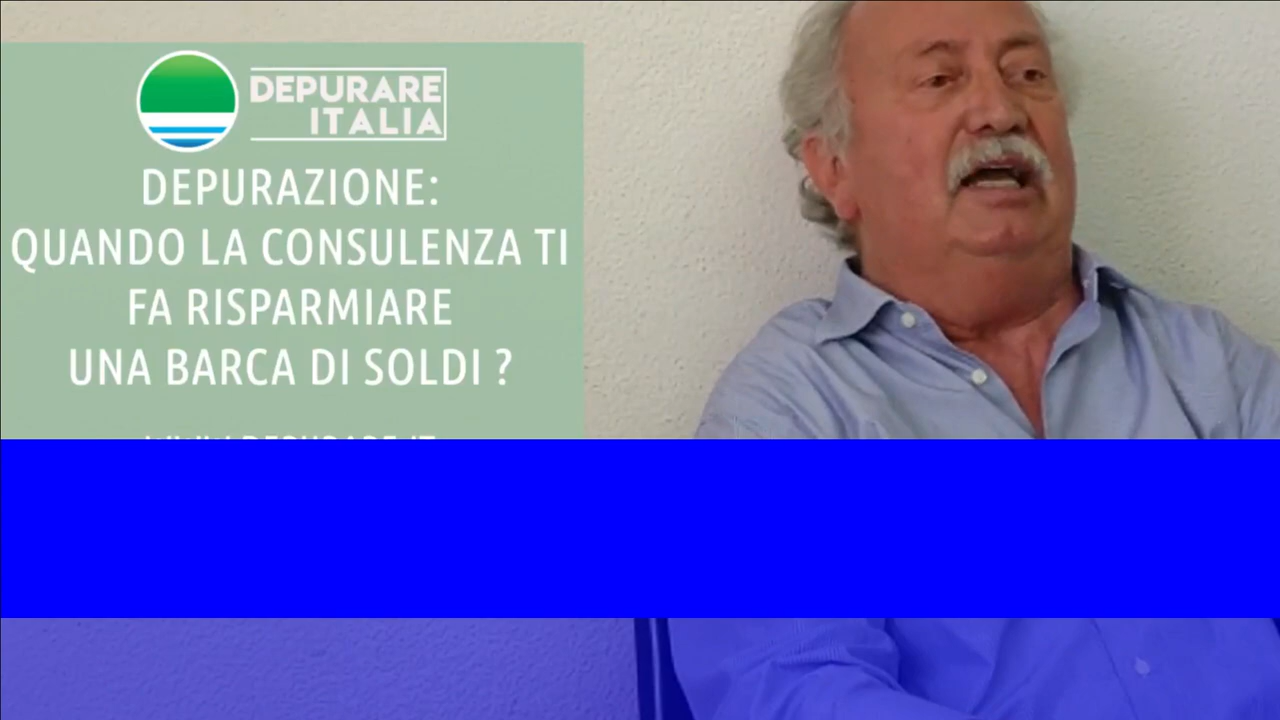 DEPURARE
ITALIA
DEPURAZIONE:
QUANDO LA CONSULENZA TI
FA RISPARMIARE
UNA BARCA DI SOLDI ?